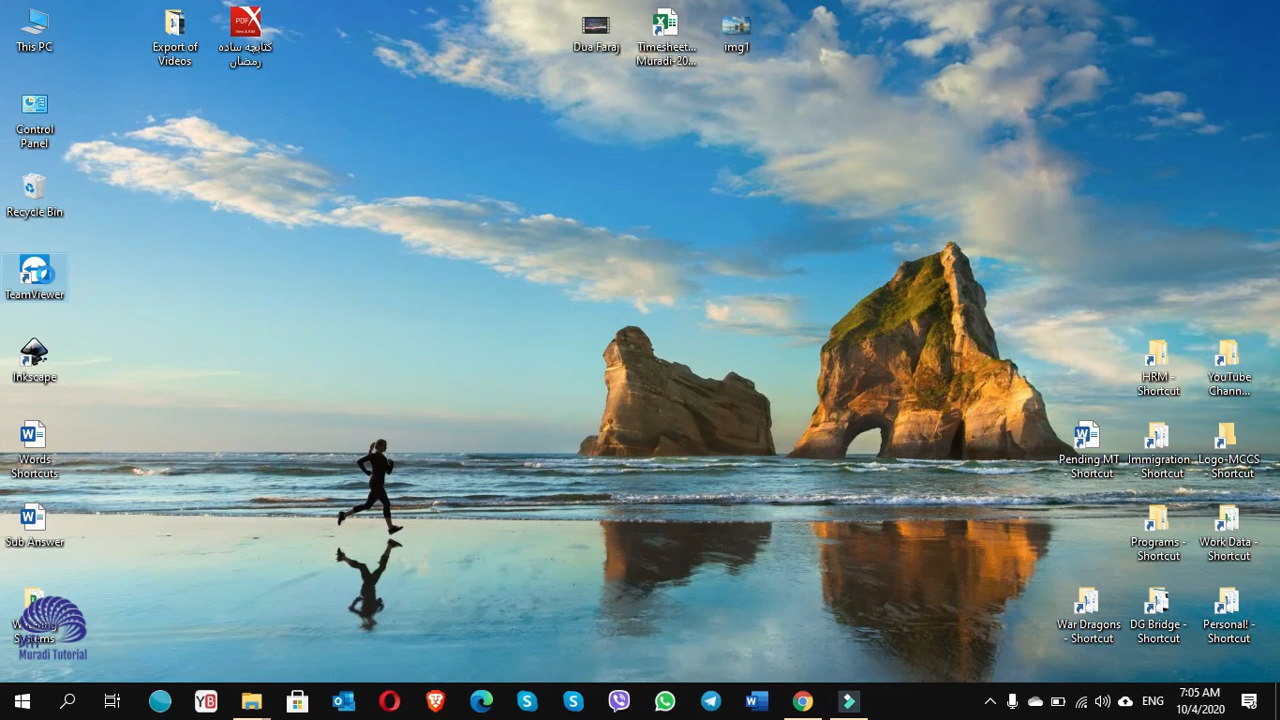 This PC
Export of
Videos
کتابچه ساده
رمضان
PDF
Dua Faraj
Timesheet...
Muradi-20...
img1
Control
Panel
Recycle Bin
TeamViewer
Inkscape
Words
Shortcuts
Sub Answer
Muradi Tutorial
HRM -
Shortcut
YouTube
Chann...
Pending MT
Shortcut
Immigration
- Shortcut
Logo-MCCS
- Shortcut
Programs -
Shortcut
Work Data -
Shortcut
War Dragons
- Shortcut
DG Bridge -
Shortcut
Personal! -
Shortcut
YB
ENG
7:05 AM
10/4/2020